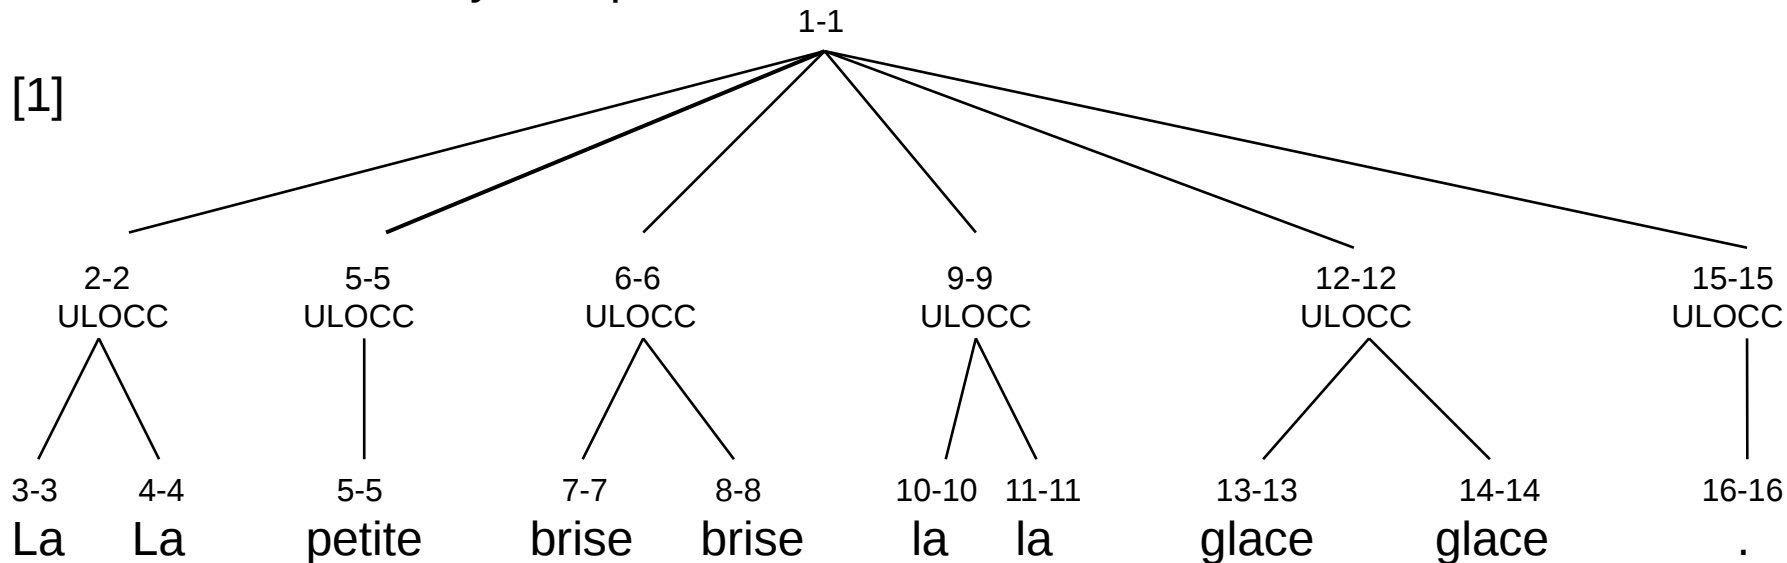 1-1
[1]
2-2 5-5 6-6 9-9 12-12 15-15
ULOCC ULOCC ULOCC ULOCC ULOCC ULOCC
3-3 4-4 5-5 7-7 8-8 10-10 11-11 13-13 14-14 16-16
La La petite brise brise la la glace glace .